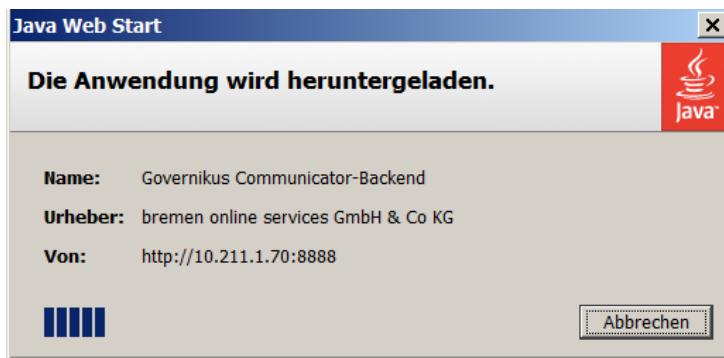 Java Web Start
Die Anwendung wird heruntergeladen.
Java
Name: Governikus Communicator-Backend
Urheber: bremen online services GmbH & Co KG
Von: http://10.211.1.70:8888
Abbrechen